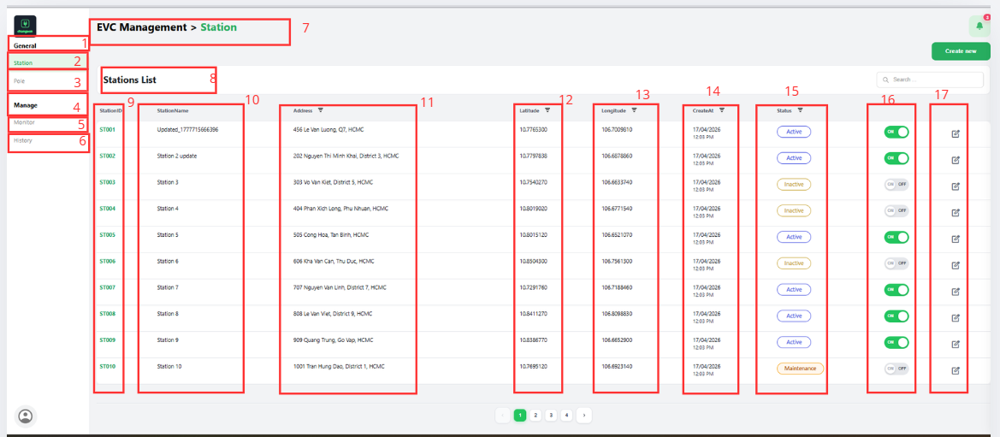 EVC Management > Station 7
2
General 1
Create new
Station 2
Pole 3
Stations List 8
Search ...
Manage 4
Monitor 5
History 6
StationID 9 StationName 10 Address 11 Latitude 12 Longitude 13 CreateAt 14 Status 15 16 17
ST001 Updated_1777715666396 456 Le Van Luong, Q7, HCMC 10.7765300 106.7009810 17/04/2026 Active ON
12:03 PM
ST002 Station 2 update 202 Nguyen Thi Minh Khai, District 3, HCMC 10.7797838 106.6878860 17/04/2026 Active ON
12:03 PM
ST003 Station 3 303 Vo Van Kiet, District 5, HCMC 10.7540270 106.6633740 17/04/2026 Inactive ON OFF
12:03 PM
ST004 Station 4 404 Phan Xich Long, Phu Nhuan, HCMC 10.8019020 106.6771540 17/04/2026 Inactive ON OFF
12:03 PM
ST005 Station 5 505 Cong Hoa, Tan Binh, HCMC 10.8015120 106.6521070 17/04/2026 Active ON
12:03 PM
ST006 Station 6 606 Kha Van Can, Thu Duc, HCMC 10.8504300 106.7561300 17/04/2026 Inactive ON OFF
12:03 PM
ST007 Station 7 707 Nguyen Van Linh, District 7, HCMC 10.7291760 106.7188460 17/04/2026 Active ON
12:03 PM
ST008 Station 8 808 Le Van Viet, District 9, HCMC 10.8411270 106.8098830 17/04/2026 Active ON
12:03 PM
ST009 Station 9 909 Quang Trung, Go Vap, HCMC 10.8386770 106.6652900 17/04/2026 Active ON
12:03 PM
ST010 Station 10 1001 Tran Hung Dao, District 1, HCMC 10.7695120 106.6923140 17/04/2026 Maintenance ON OFF
12:03 PM
‹ 1 2 3 4 ›